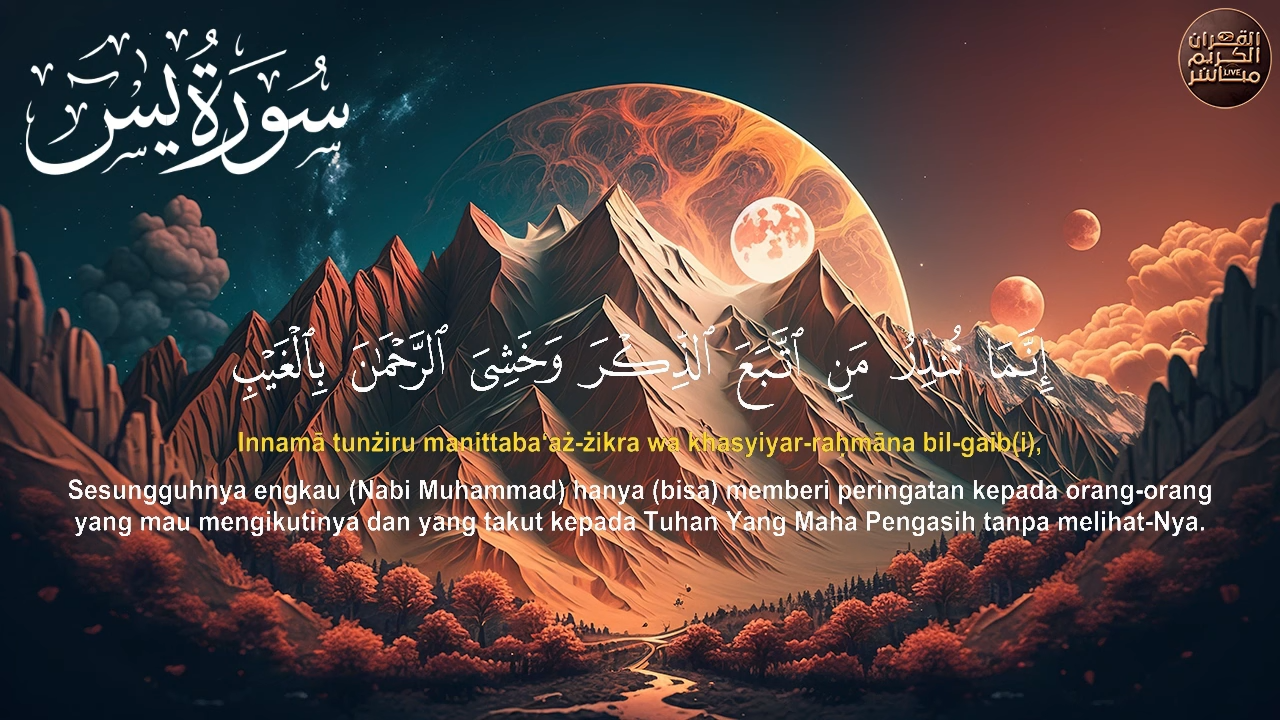 سُورَةُ يس
القرآن
الكريم
LIVE
مباشر
إِنَّمَا تُنذِرُ مَنِ ٱتَّبَعَ ٱلذِّكْرَ وَخَشِىَ ٱلرَّحْمَٰنَ بِٱلْغَيْبِ
Innamā tunżiru manittaba‘aż-żikra wa khasyiyar-raḥmāna bil-gaib(i),
Sesungguhnya engkau (Nabi Muhammad) hanya (bisa) memberi peringatan kepada orang-orang
yang mau mengikutinya dan yang takut kepada Tuhan Yang Maha Pengasih tanpa melihat-Nya.